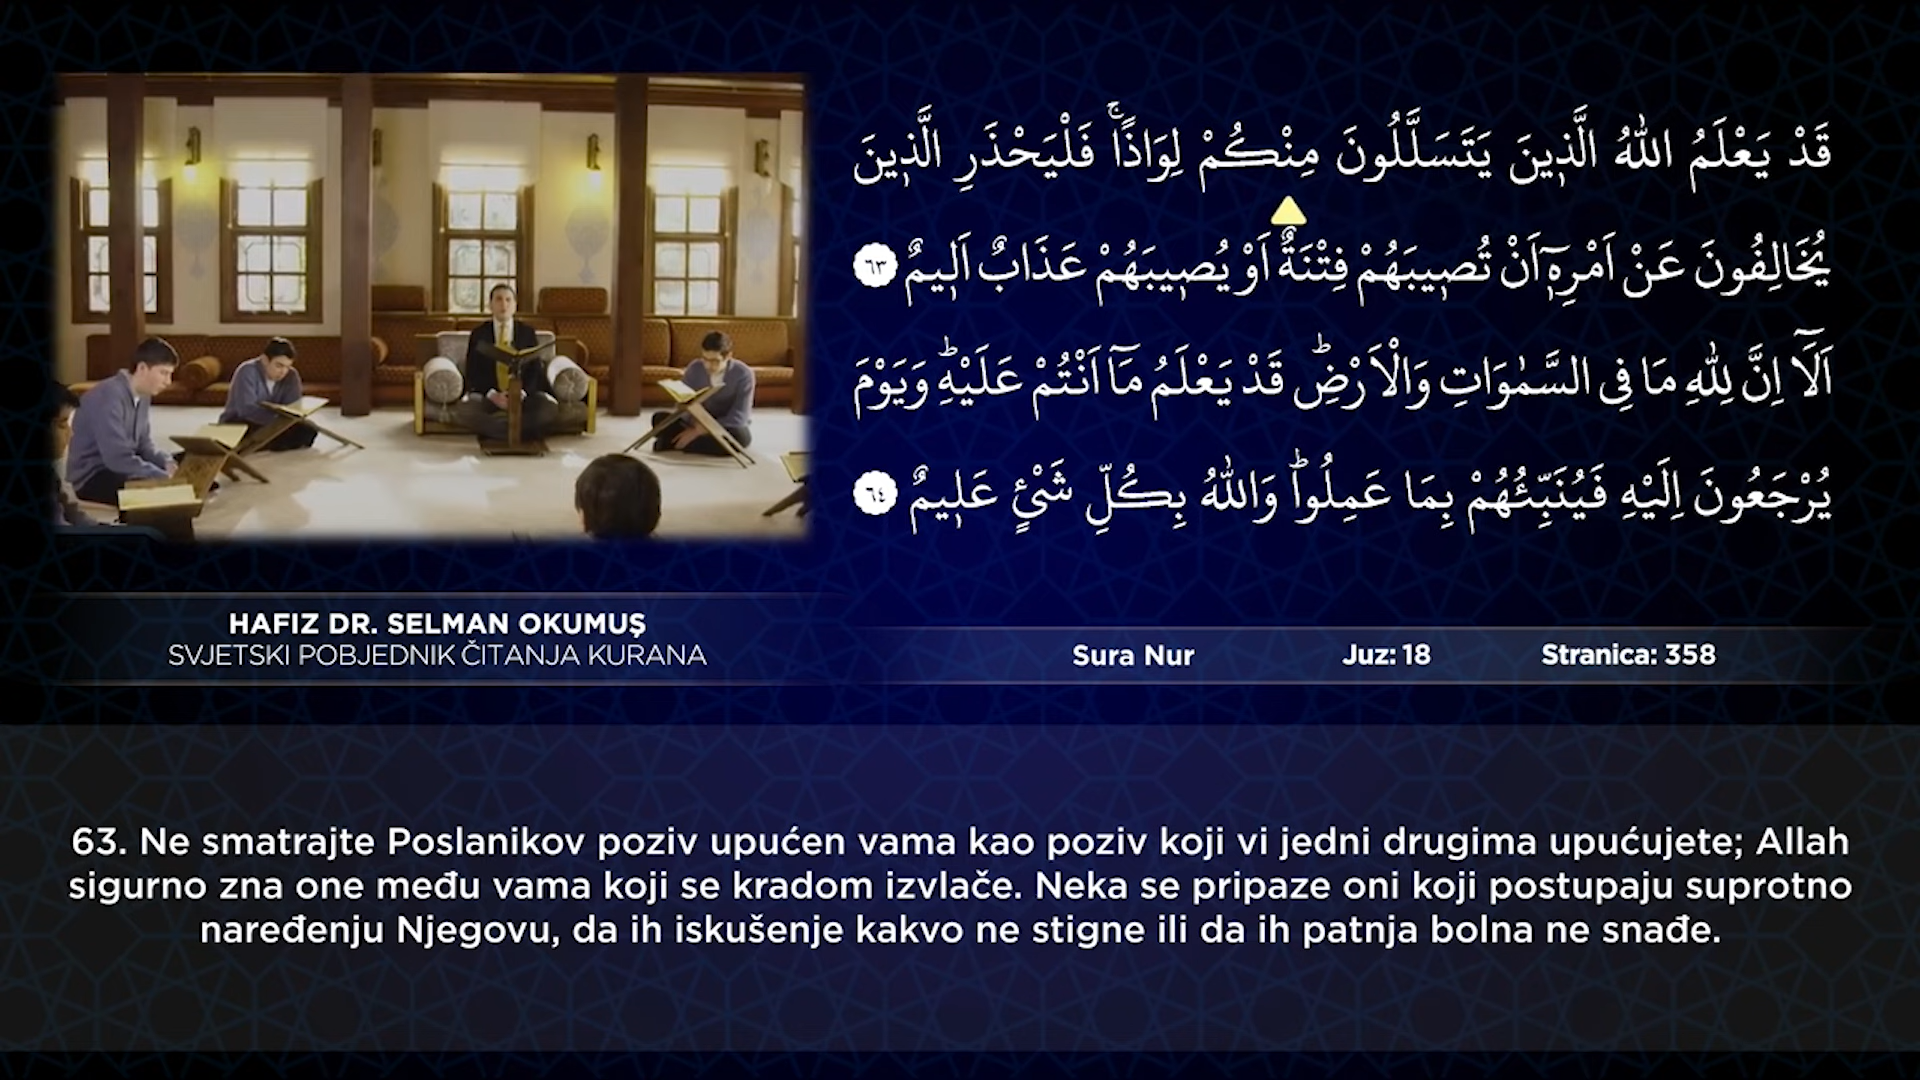 قَدْ يَعْلَمُ اللّٰهُ الَّذ۪ينَ يَتَسَلَّلُونَ مِنْكُمْ لِوَاذًاۚ فَلْيَحْذَرِ الَّذ۪ينَ
يُخَالِفُونَ عَنْ اَمْرِه۪ٓ اَنْ تُص۪يبَهُمْ فِتْنَةٌ اَوْ يُص۪يبَهُمْ عَذَابٌ اَل۪يمٌ ٦٣
اَلَٓا اِنَّ لِلّٰهِ مَا فِى السَّمٰوَاتِ وَالْاَرْضِۜ قَدْ يَعْلَمُ مَٓا اَنْتُمْ عَلَيْهِۜ وَيَوْمَ
يُرْجَعُونَ اِلَيْهِ فَيُنَبِّئُهُمْ بِمَا عَمِلُواۜ وَاللّٰهُ بِكُلِّ شَىْءٍ عَل۪يمٌ ٦٤
HAFIZ DR. SELMAN OKUMUŞ
SVJETSKI POBJEDNIK ČITANJA KURANA
Sura Nur Juz: 18 Stranica: 358
63. Ne smatrajte Poslanikov poziv upućen vama kao poziv koji vi jedni drugima upućujete; Allah
sigurno zna one među vama koji se kradom izvlače. Neka se pripaze oni koji postupaju suprotno
naređenju Njegovu, da ih iskušenje kakvo ne stigne ili da ih patnja bolna ne snađe.